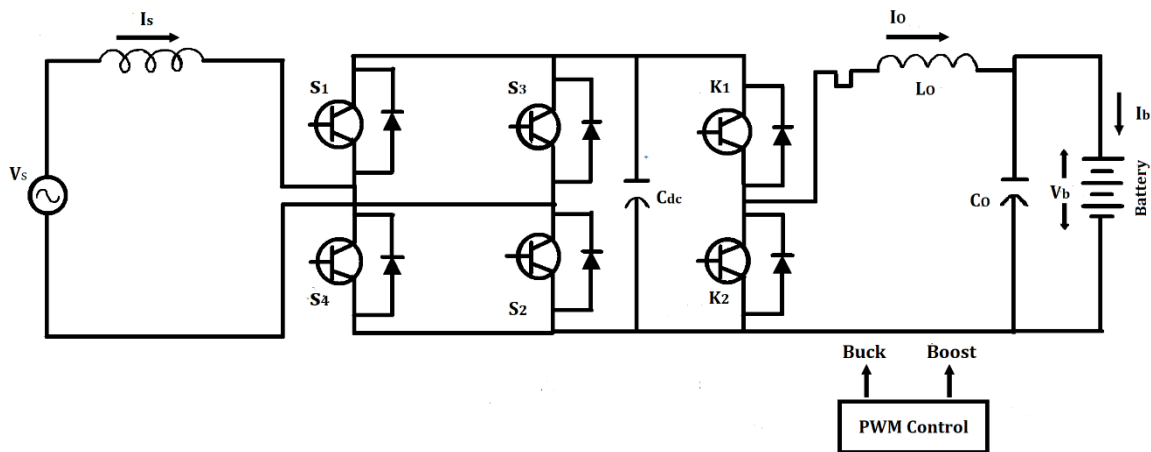 Is
Io
S1
S3
K1
Lo
Ib
Vs
Cdc
Co
Vb
Battery
S4
S2
K2
Buck
Boost
PWM Control